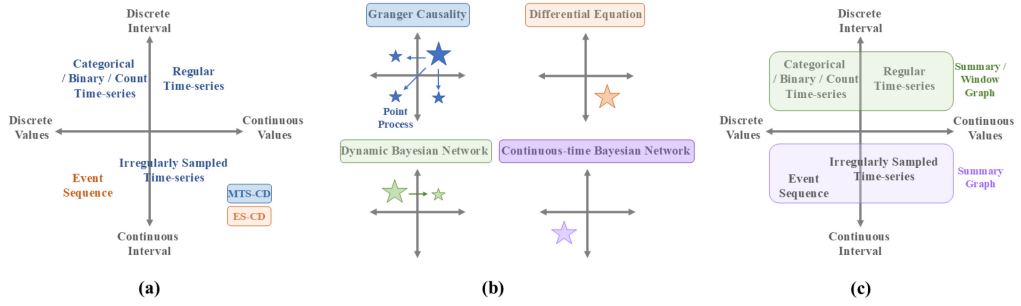 Discrete
Interval
Categorical
/ Binary / Count
Time-series
Regular
Time-series
Discrete
Values
Continuous
Values
Event
Sequence
Irregularly Sampled
Time-series
MTS-CD
ES-CD
Continuous
Interval
(a)
Granger Causality
Point
Process
Differential Equation
Dynamic Bayesian Network
Continuous-time Bayesian Network
(b)
Discrete
Interval
Categorical
/ Binary / Count
Time-series
Regular
Time-series
Summary /
Window
Graph
Discrete
Values
Continuous
Values
Irregularly Sampled
Time-series
Event
Sequence
Summary
Graph
Continuous
Interval
(c)